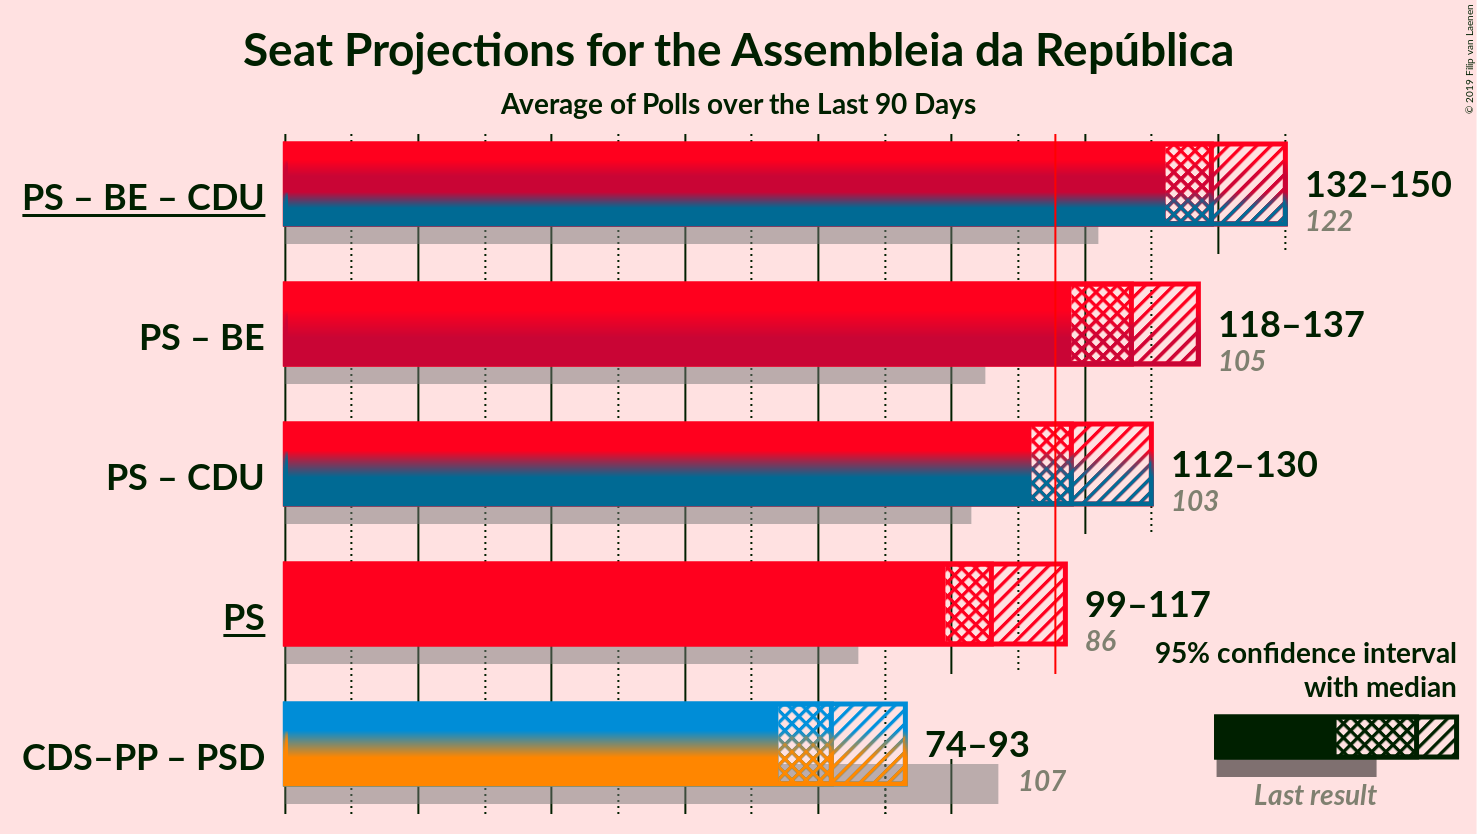 Seat Projections for the Assembleia da República
Average of Polls over the Last 90 Days
© 2019 Filip van Laenen
PS – BE – CDU
132–150
122
PS – BE
118–137
105
PS – CDU
112–130
103
PS
99–117
86
CDS–PP – PSD
74–93
107
95% confidence interval
with median
Last result